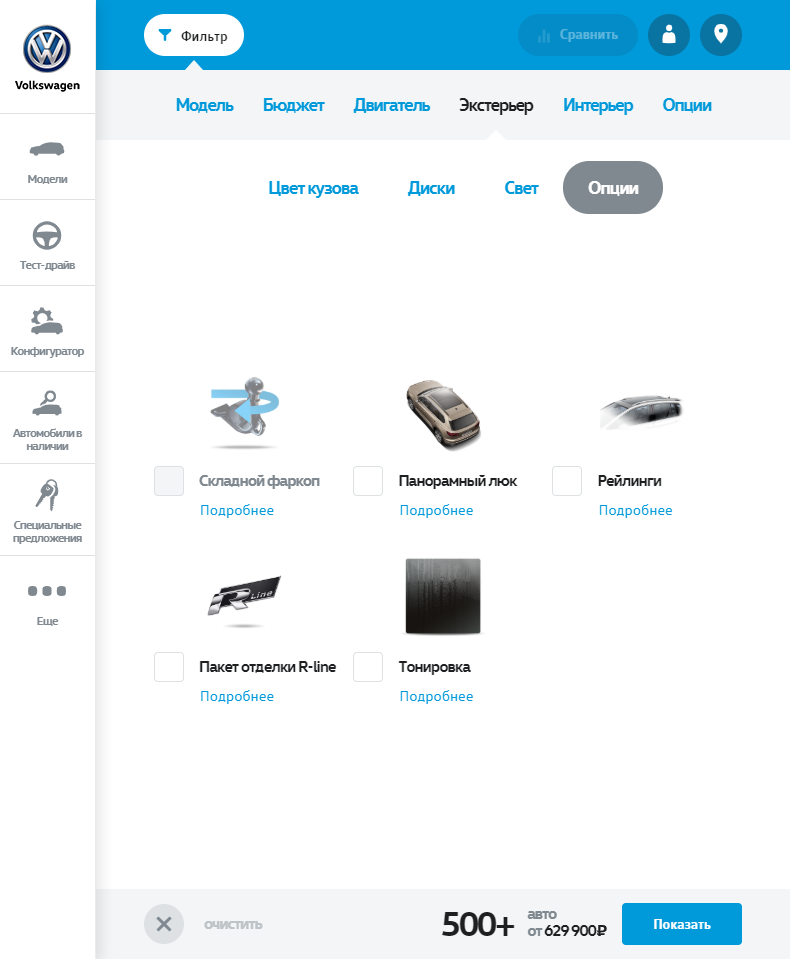 Volkswagen
Модели
Тест-драйв
Конфигуратор
Автомобили в
наличии
Специальные
предложения
Еще
Фильтр
Сравнить
Модель Бюджет Двигатель Экстерьер Интерьер Опции
Цвет кузова Диски Свет Опции
Складной фаркоп
Подробнее
Панорамный люк
Подробнее
Рейлинги
Подробнее
R Line
Пакет отделки R-line
Подробнее
Тонировка
Подробнее
очистить
500+
авто
от 629 900₽
Показать